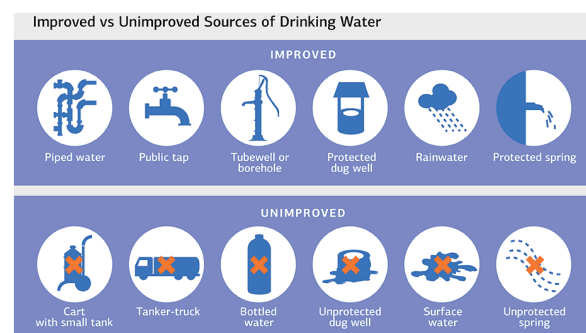 Improved vs Unimproved Sources of Drinking Water
IMPROVED
Piped water
Public tap
Tubewell or
borehole
Protected
dug well
Rainwater
Protected spring
UNIMPROVED
Cart
with small tank
Tanker-truck
Bottled
water
Unprotected
dug well
Surface
water
Unprotected
spring